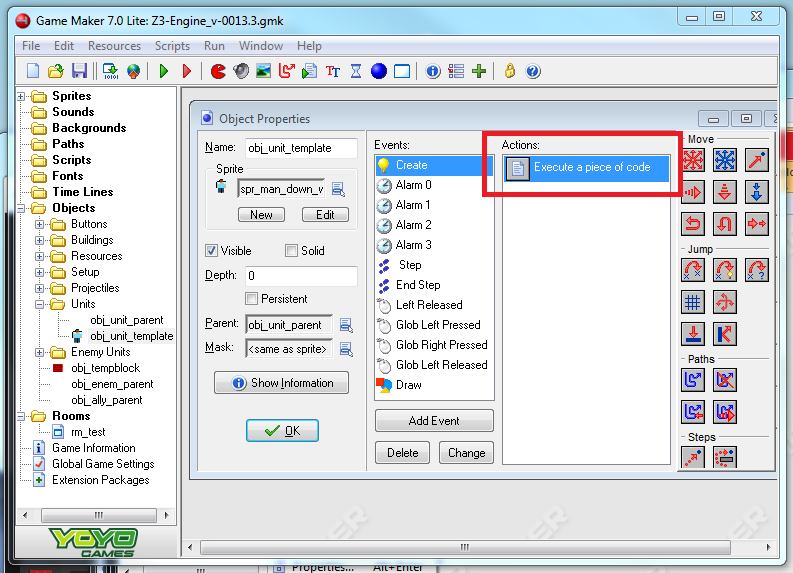 Game Maker 7.0 Lite: Z3-Engine_v-0013.3.gmk
File Edit Resources Scripts Run Window Help
Sprites
Sounds
Backgrounds
Paths
Scripts
Fonts
Time Lines
Objects
Buttons
Buildings
Resources
Setup
Projectiles
Units
obj_unit_parent
obj_unit_template
Enemy Units
obj_tempblock
obj_enem_parent
obj_ally_parent
Rooms
rm_test
Game Information
Global Game Settings
Extension Packages
YOYO
GAMES
Object Properties
Name: obj_unit_template
Sprite
spr_man_down_v
New Edit
Visible Solid
Depth: 0
Persistent
Parent: obj_unit_parent
Mask: <same as sprite>
Show Information
OK
Events:
Create
Alarm 0
Alarm 1
Alarm 2
Alarm 3
Step
End Step
Left Released
Glob Left Pressed
Glob Right Pressed
Glob Left Released
Draw
Add Event
Delete Change
Actions:
Execute a piece of code
Move
Jump
Paths
Steps
Properties... Alt+Enter